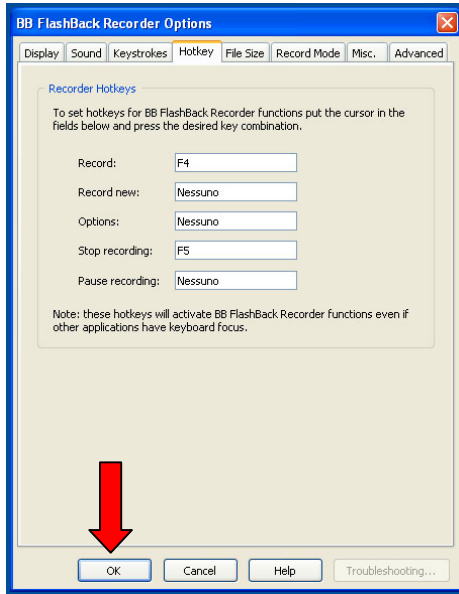 BB FlashBack Recorder Options
Display Sound Keystrokes Hotkey File Size Record Mode Misc. Advanced
Recorder Hotkeys
To set hotkeys for BB FlashBack Recorder functions put the cursor in the
fields below and press the desired key combination.
Record: F4
Record new: Nessuno
Options: Nessuno
Stop recording: F5
Pause recording: Nessuno
Note: these hotkeys will activate BB FlashBack Recorder functions even if
other applications have keyboard focus.
OK Cancel Help Troubleshooting...